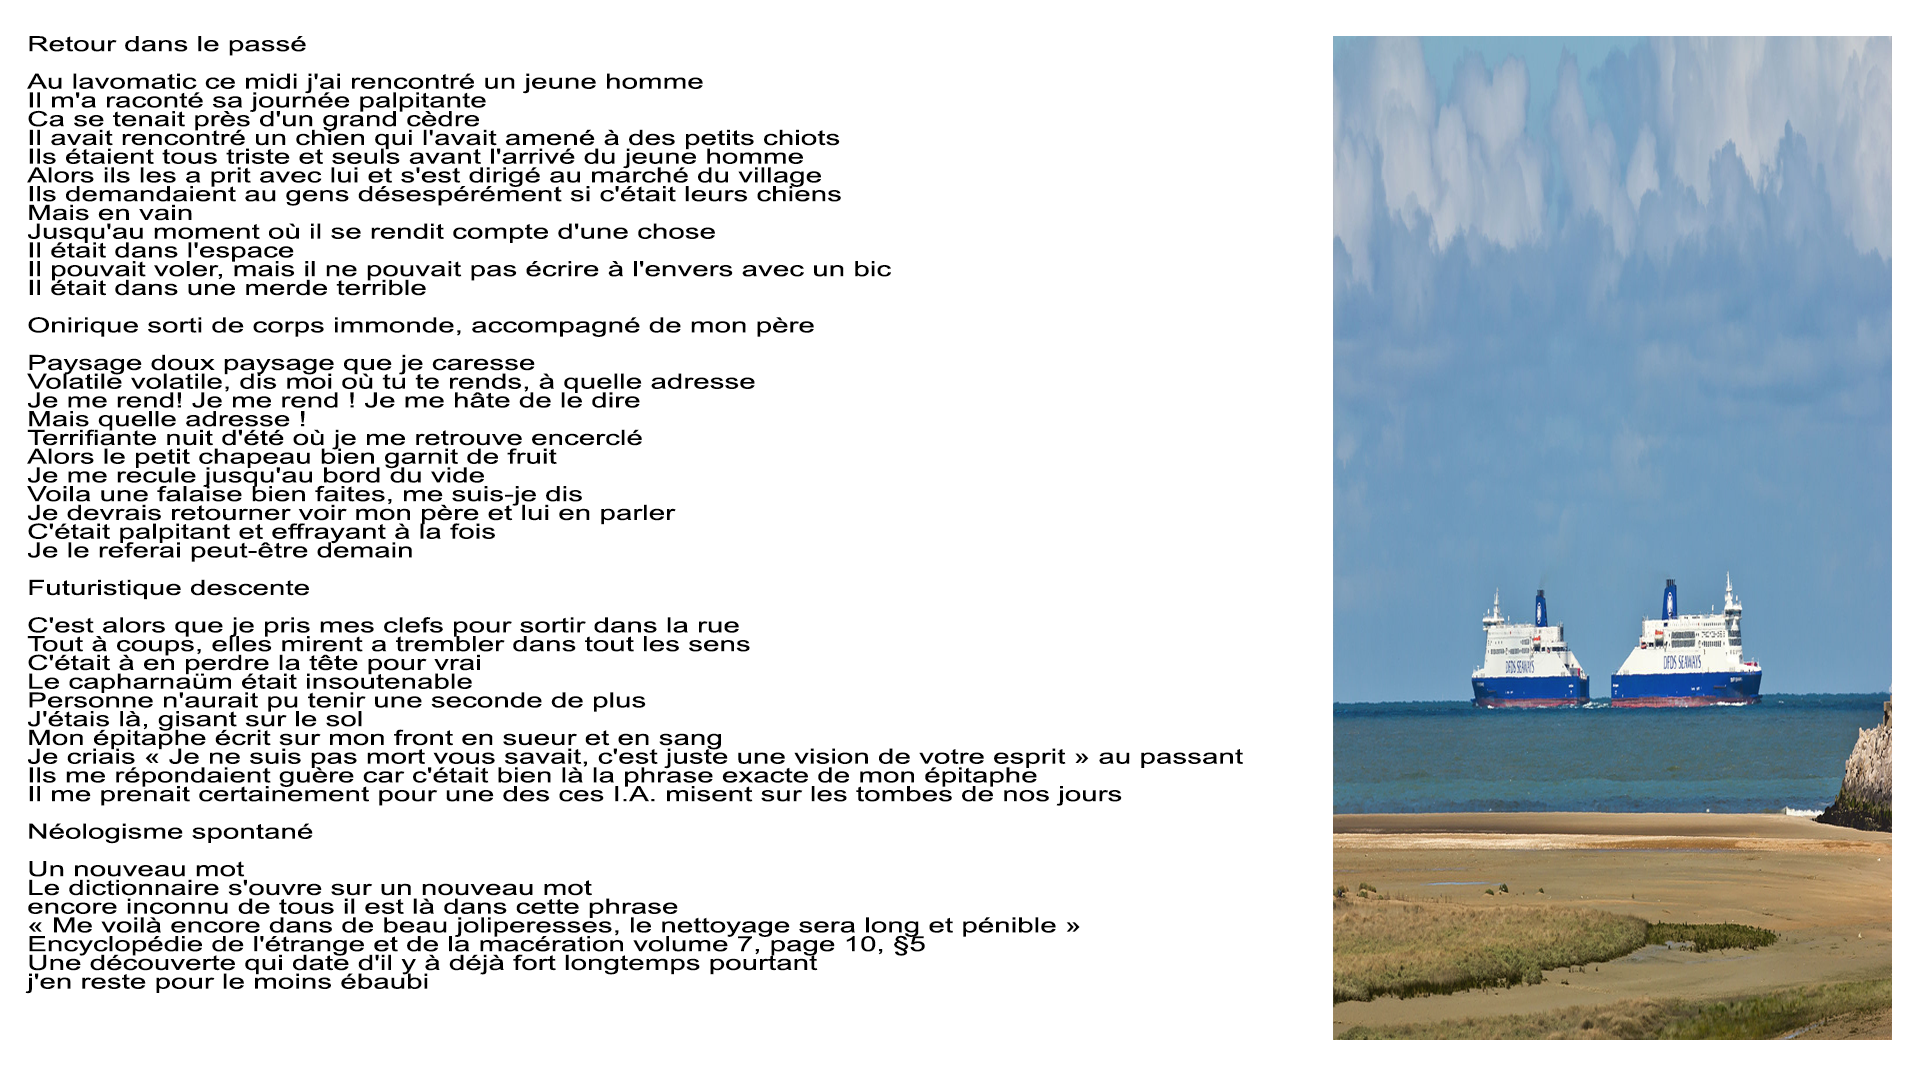 Retour dans le passé
Au lavomatic ce midi j'ai rencontré un jeune homme
Il m'a raconté sa journée palpitante
Ca se tenait près d'un grand cèdre
Il avait rencontré un chien qui l'avait amené à des petits chiots
Ils étaient tous triste et seuls avant l'arrivé du jeune homme
Alors ils les a prit avec lui et s'est dirigé au marché du village
Ils demandaient au gens désespérément si c'était leurs chiens
Mais en vain
Jusqu'au moment où il se rendit compte d'une chose
Il était dans l'espace
Il pouvait voler, mais il ne pouvait pas écrire à l'envers avec un bic
Il était dans une merde terrible
Onirique sorti de corps immonde, accompagné de mon père
Paysage doux paysage que je caresse
Volatile volatile, dis moi où tu te rends, à quelle adresse
Je me rend! Je me rend ! Je me hâte de le dire
Mais quelle adresse !
Terrifiante nuit d'été où je me retrouve encerclé
Alors le petit chapeau bien garnit de fruit
Je me recule jusqu'au bord du vide
Voila une falaise bien faites, me suis-je dis
Je devrais retourner voir mon père et lui en parler
C'était palpitant et effrayant à la fois
Je le referai peut-être demain
Futuristique descente
C'est alors que je pris mes clefs pour sortir dans la rue
Tout à coups, elles mirent a trembler dans tout les sens
C'était à en perdre la tête pour vrai
Le capharnaüm était insoutenable
Personne n'aurait pu tenir une seconde de plus
J'étais là, gisant sur le sol
Mon épitaphe écrit sur mon front en sueur et en sang
Je criais « Je ne suis pas mort vous savait, c'est juste une vision de votre esprit » au passant
Ils me répondaient guère car c'était bien là la phrase exacte de mon épitaphe
Il me prenait certainement pour une des ces I.A. misent sur les tombes de nos jours
Néologisme spontané
Un nouveau mot
Le dictionnaire s'ouvre sur un nouveau mot
encore inconnu de tous il est là dans cette phrase
« Me voilà encore dans de beau joliperesses, le nettoyage sera long et pénible »
Encyclopédie de l'étrange et de la macération volume 7, page 10, §5
Une découverte qui date d'il y à déjà fort longtemps pourtant
j'en reste pour le moins ébaubi
DFDS SEAWAYS
DFDS SEAWAYS